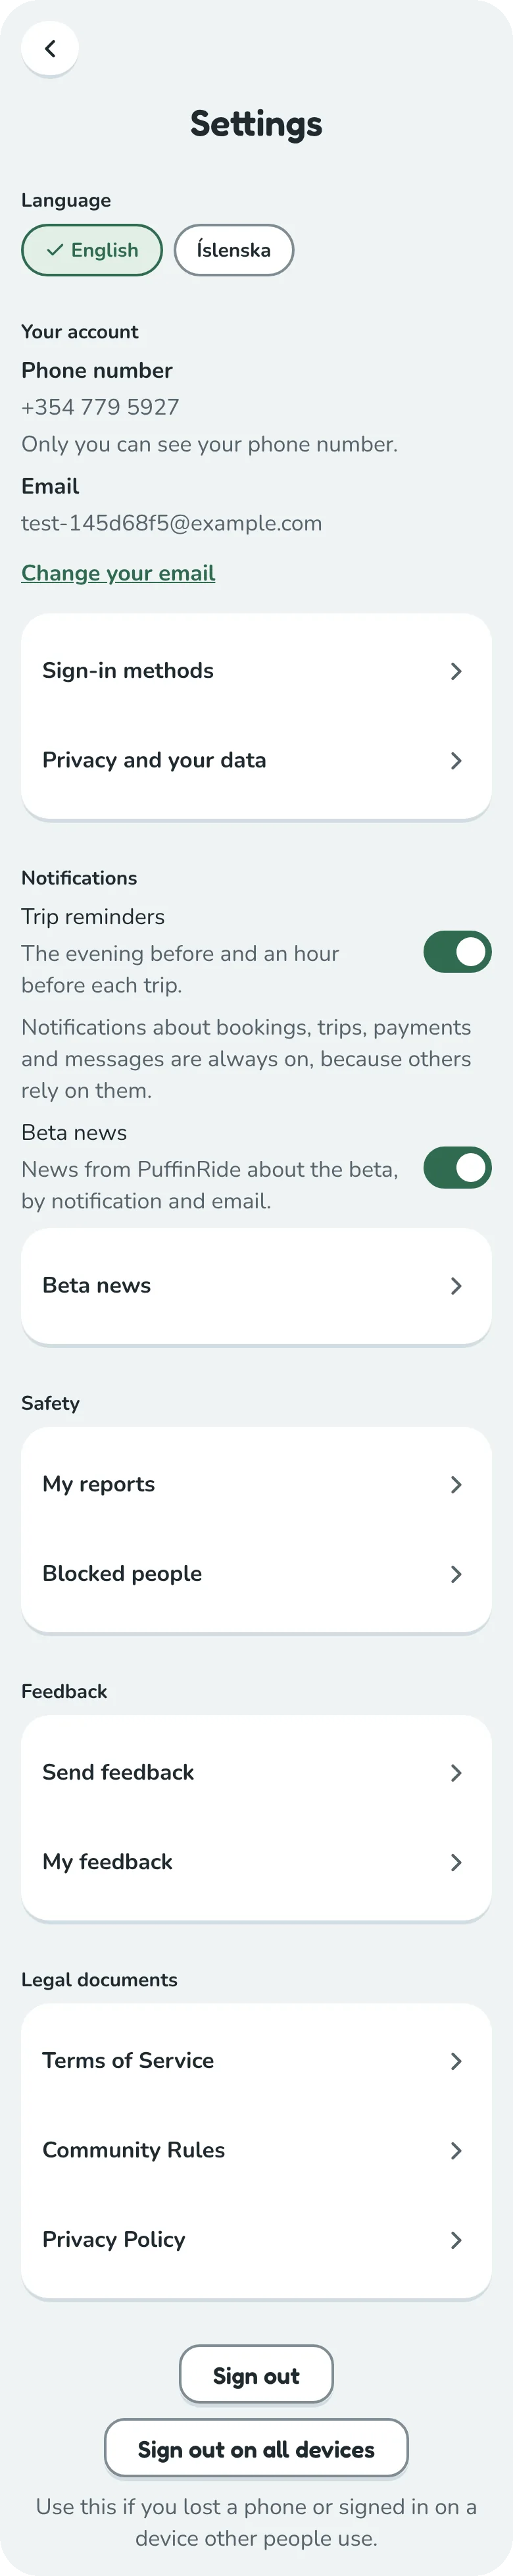 Settings
Language
English
Íslenska
Your account
Phone number
+354 779 5927
Only you can see your phone number.
Email
test-145d68f5@example.com
Change your email
Sign-in methods
Privacy and your data
Notifications
Trip reminders
The evening before and an hour
before each trip.
Notifications about bookings, trips, payments
and messages are always on, because others
rely on them.
Beta news
News from PuffinRide about the beta,
by notification and email.
Beta news
Safety
My reports
Blocked people
Feedback
Send feedback
My feedback
Legal documents
Terms of Service
Community Rules
Privacy Policy
Sign out
Sign out on all devices
Use this if you lost a phone or signed in on a
device other people use.